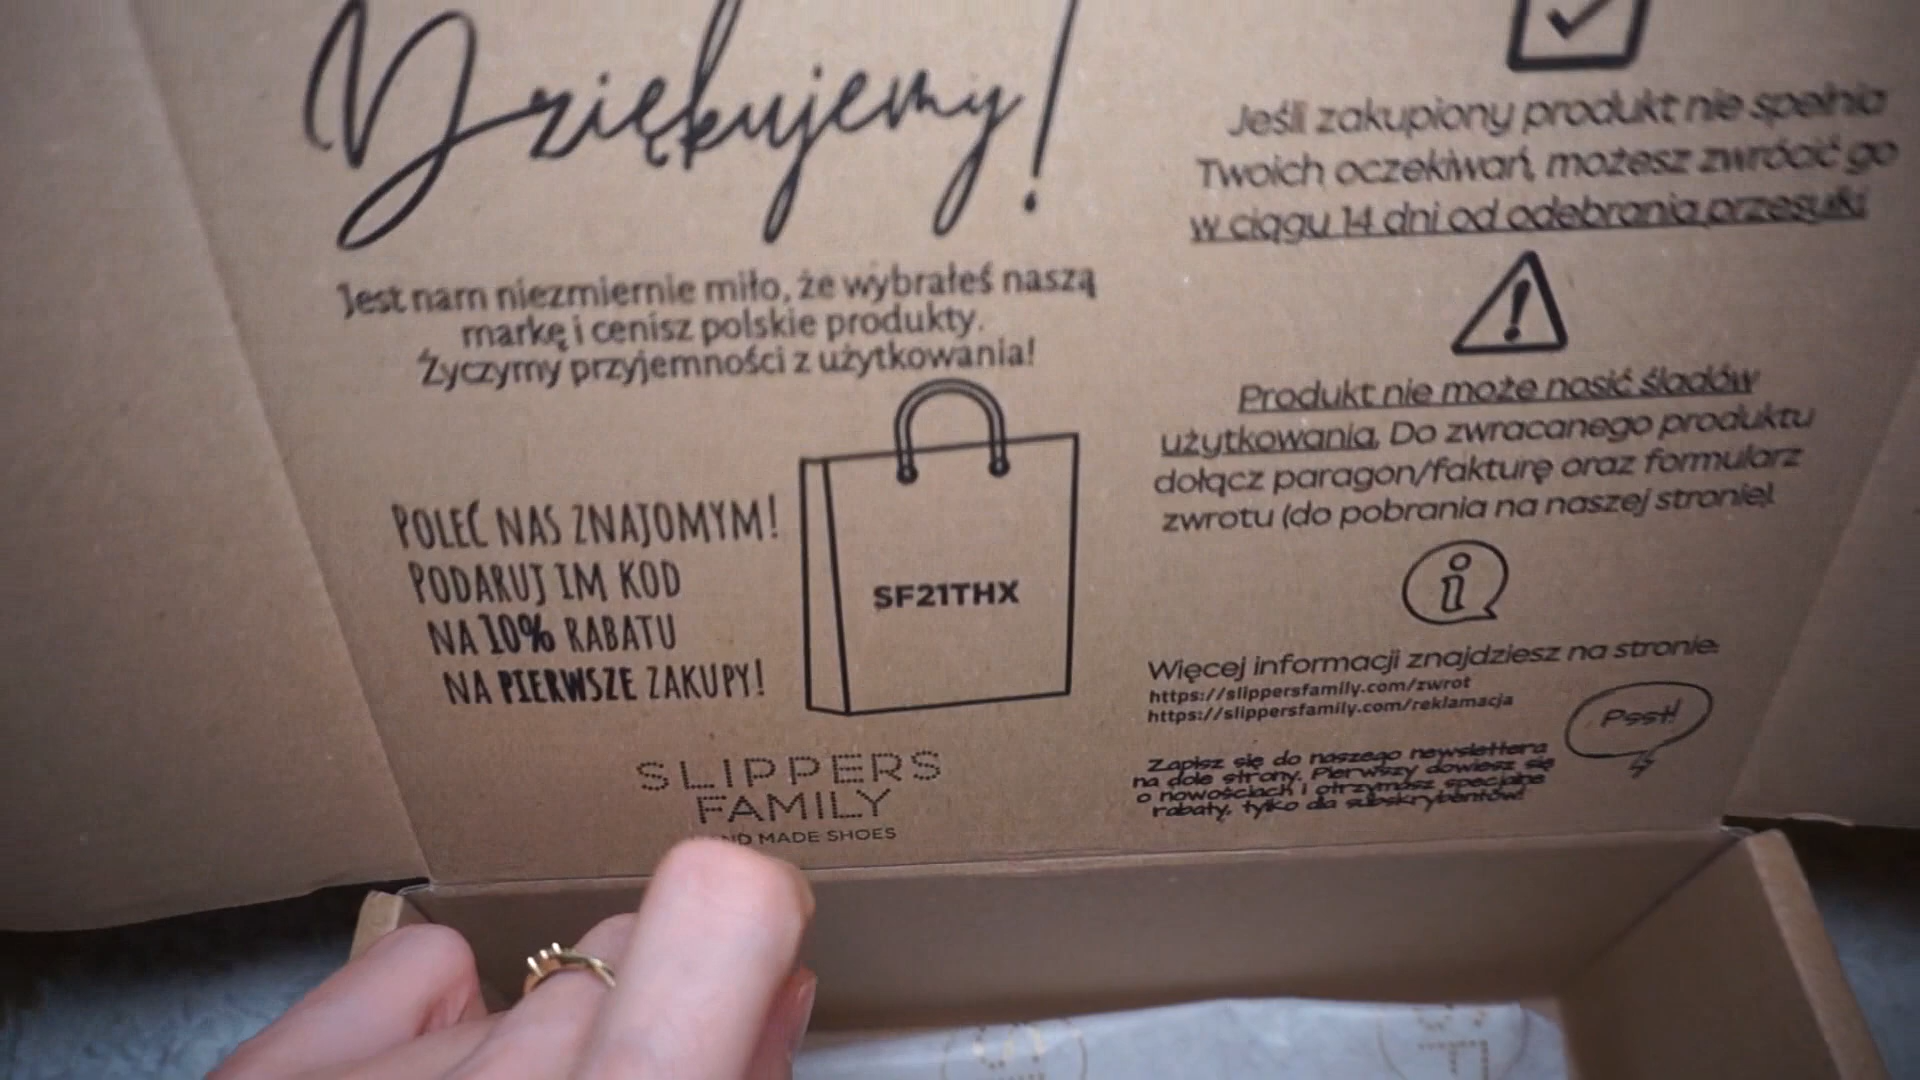 Dziękujemy!
Jest nam niezmiernie miło, że wybrałeś naszą
markę i cenisz polskie produkty.
Życzymy przyjemności z użytkowania!
POLEĆ NAS ZNAJOMYM!
PODARUJ IM KOD
NA 10% RABATU
NA PIERWSZE ZAKUPY!
SF21THX
SLIPPERS
FAMILY
MADE SHOES
Jeśli zakupiony produkt nie spełnia
Twoich oczekiwań, możesz zwrócić go
w ciągu 14 dni od odebrania przesyłki
Produkt nie może nosić śladów
użytkowania. Do zwracanego produktu
dołącz paragon/fakturę oraz formularz
zwrotu (do pobrania na naszej stronie).
Więcej informacji znajdziesz na stronie:
https://slippersfamily.com/zwrot
https://slippersfamily.com/reklamacja
Psst!
Zapisz się do naszego newslettera
na dole strony. Pierwszy dowiesz się
o nowościach i otrzymasz specjalne
rabaty, tylko dla subskrybentów!